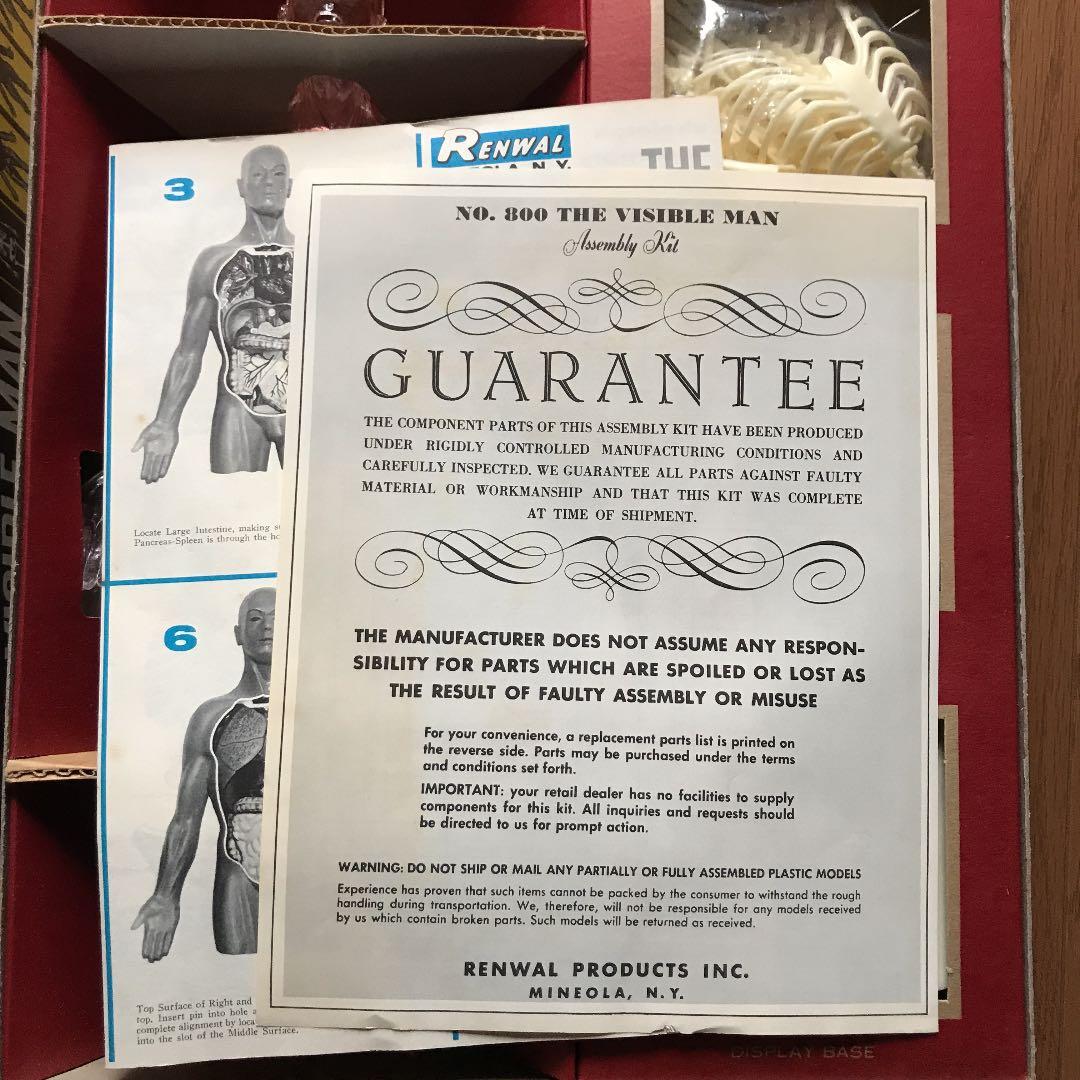 RENWAL
THE
3
Locate Large Intestine, making
Pancreas-Spleen is through the
6
Top Surface of Right and
top. Insert pin into hole
complete alignment by
into the slot of the Middle Surface.
NO. 800 THE VISIBLE MAN
Assembly Kit
GUARANTEE
THE COMPONENT PARTS OF THIS ASSEMBLY KIT HAVE BEEN PRODUCED
UNDER RIGIDLY CONTROLLED MANUFACTURING CONDITIONS AND
CAREFULLY INSPECTED. WE GUARANTEE ALL PARTS AGAINST FAULTY
MATERIAL OR WORKMANSHIP AND THAT THIS KIT WAS COMPLETE
AT TIME OF SHIPMENT.
THE MANUFACTURER DOES NOT ASSUME ANY RESPON-
SIBILITY FOR PARTS WHICH ARE SPOILED OR LOST AS
THE RESULT OF FAULTY ASSEMBLY OR MISUSE
For your convenience, a replacement parts list is printed on
the reverse side. Parts may be purchased under the terms
and conditions set forth.
IMPORTANT: your retail dealer has no facilities to supply
components for this kit. All inquiries and requests should
be directed to us for prompt action.
WARNING: DO NOT SHIP OR MAIL ANY PARTIALLY OR FULLY ASSEMBLED PLASTIC MODELS
Experience has proven that such items cannot be packed by the consumer to withstand the rough
handling during transportation. We, therefore, will not be responsible for any models received
by us which contain broken parts. Such models will be returned as received.
RENWAL PRODUCTS INC.
MINEOLA, N.Y.
DISPLAY BASE